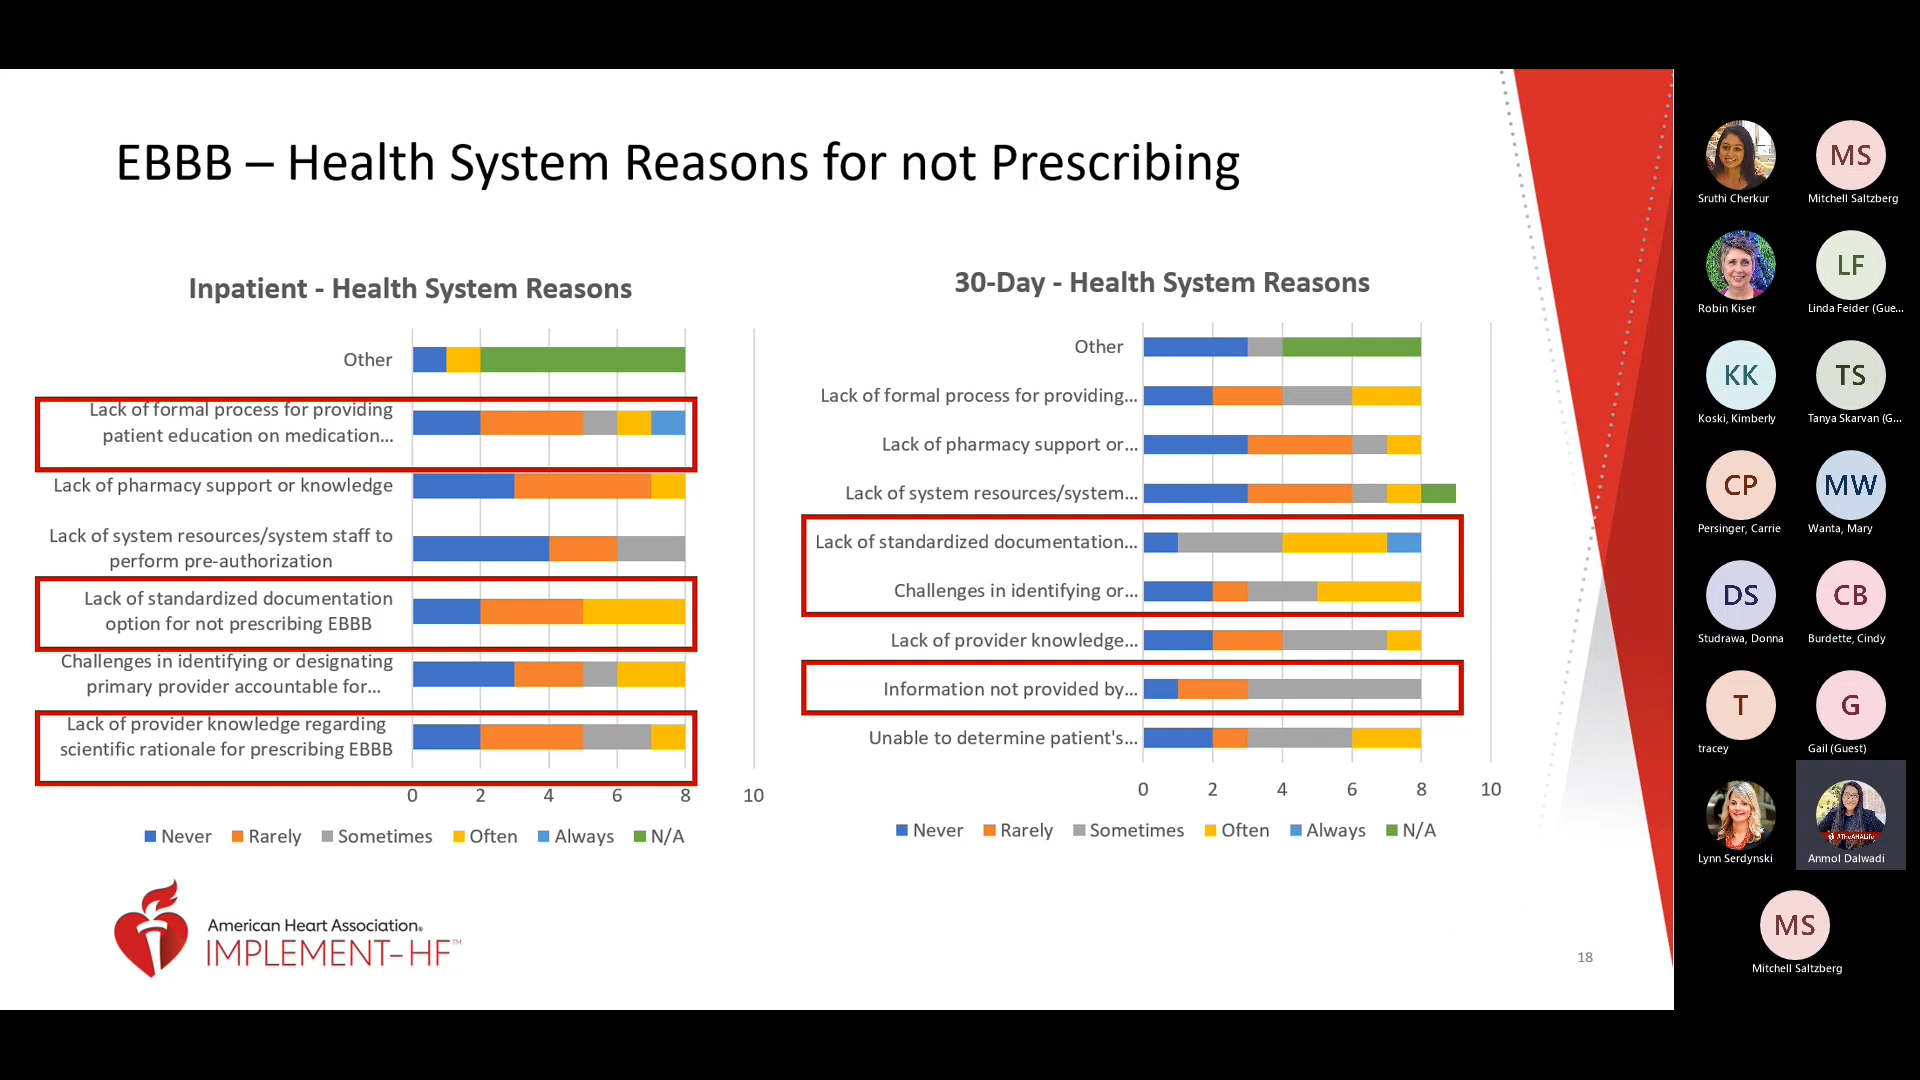 EBBB – Health System Reasons for not Prescribing
Inpatient - Health System Reasons
Other
Lack of formal process for providing
patient education on medication...
Lack of pharmacy support or knowledge
Lack of system resources/system staff to
perform pre-authorization
Lack of standardized documentation
option for not prescribing EBBB
Challenges in identifying or designating
primary provider accountable for...
Lack of provider knowledge regarding
scientific rationale for prescribing EBBB
0 2 4 6 8 10
Never Rarely Sometimes Often Always N/A
30-Day - Health System Reasons
Other
Lack of formal process for providing...
Lack of pharmacy support or...
Lack of system resources/system...
Lack of standardized documentation...
Challenges in identifying or...
Lack of provider knowledge...
Information not provided by...
Unable to determine patient's...
0 2 4 6 8 10
Never Rarely Sometimes Often Always N/A
American Heart Association®
IMPLEMENT–HF™
18
Sruthi Cherkur
MS
Mitchell Saltzberg
Robin Kiser
LF
Linda Feider (Gue...
KK
Koski, Kimberly
TS
Tanya Skarvan (G...
CP
Persinger, Carrie
MW
Wanta, Mary
DS
Studrawa, Donna
CB
Burdette, Cindy
T
tracey
G
Gail (Guest)
Lynn Serdynski
#TheAHALife
Anmol Dalwadi
MS
Mitchell Saltzberg